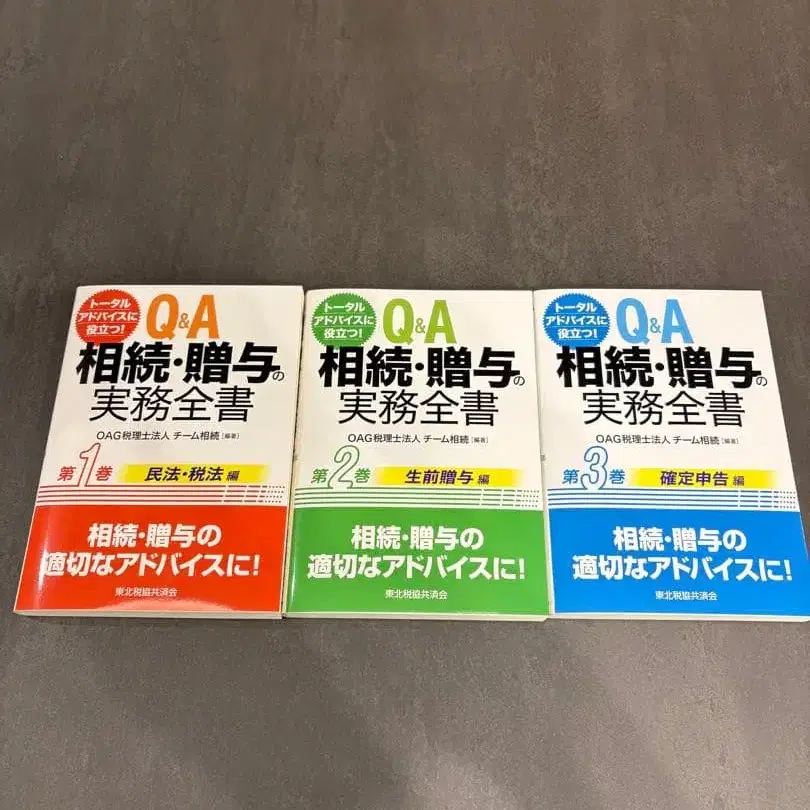 トータル
アドバイスに
役立つ!
Q&A
相続・贈与の
実務全書
OAG税理士法人 チーム相続 [編著]
第1巻
民法・税法 編
相続・贈与の
適切なアドバイスに!
東北税協共済会
トータル
アドバイスに
役立つ!
Q&A
相続・贈与の
実務全書
OAG税理士法人 チーム相続 [編著]
第2巻
生前贈与 編
相続・贈与の
適切なアドバイスに!
東北税協共済会
トータル
アドバイスに
役立つ!
Q&A
相続・贈与の
実務全書
OAG税理士法人 チーム相続 [編著]
第3巻
確定申告 編
相続・贈与の
適切なアドバイスに!
東北税協共済会